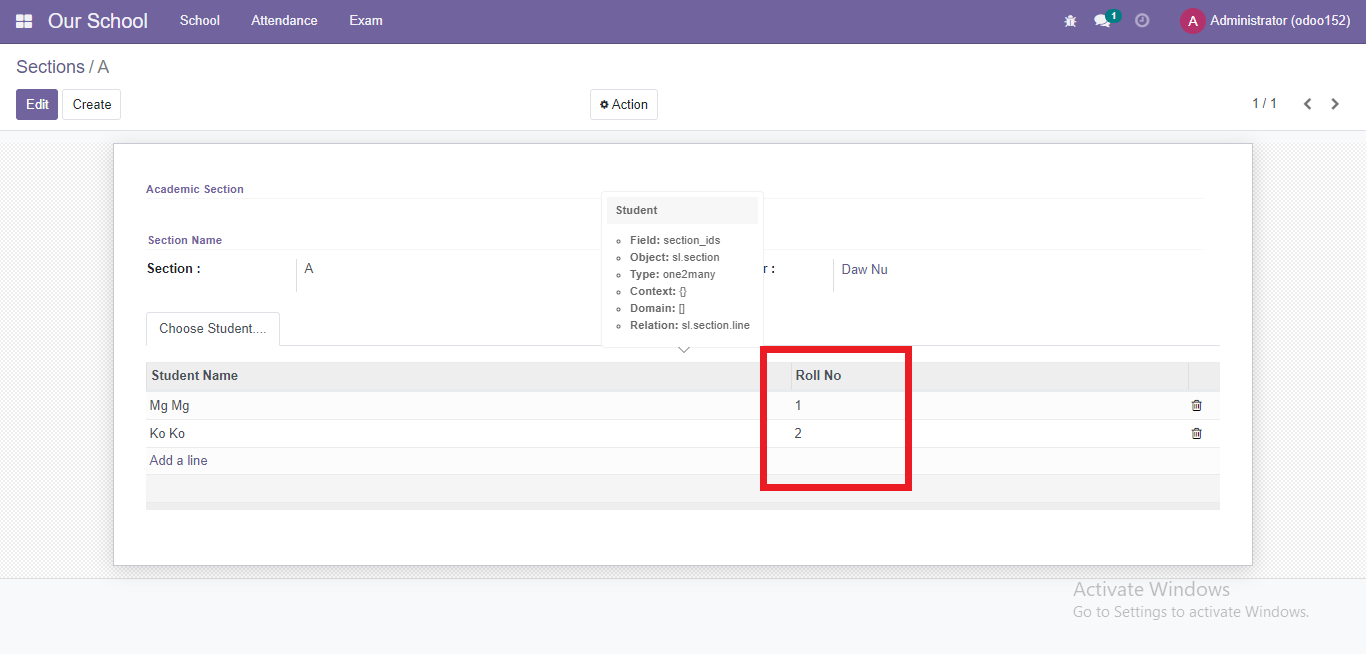 Our School School Attendance Exam 1 A Administrator (odoo152)
Sections / A
Edit Create Action 1 / 1
Academic Section
Student
Section Name
Field: section_ids
Object: sl.section
Type: one2many
Context: {}
Domain: []
Relation: sl.section.line
Section : A r : Daw Nu
Choose Student....
Student Name Roll No
Mg Mg 1
Ko Ko 2
Add a line
Activate Windows
Go to Settings to activate Windows.